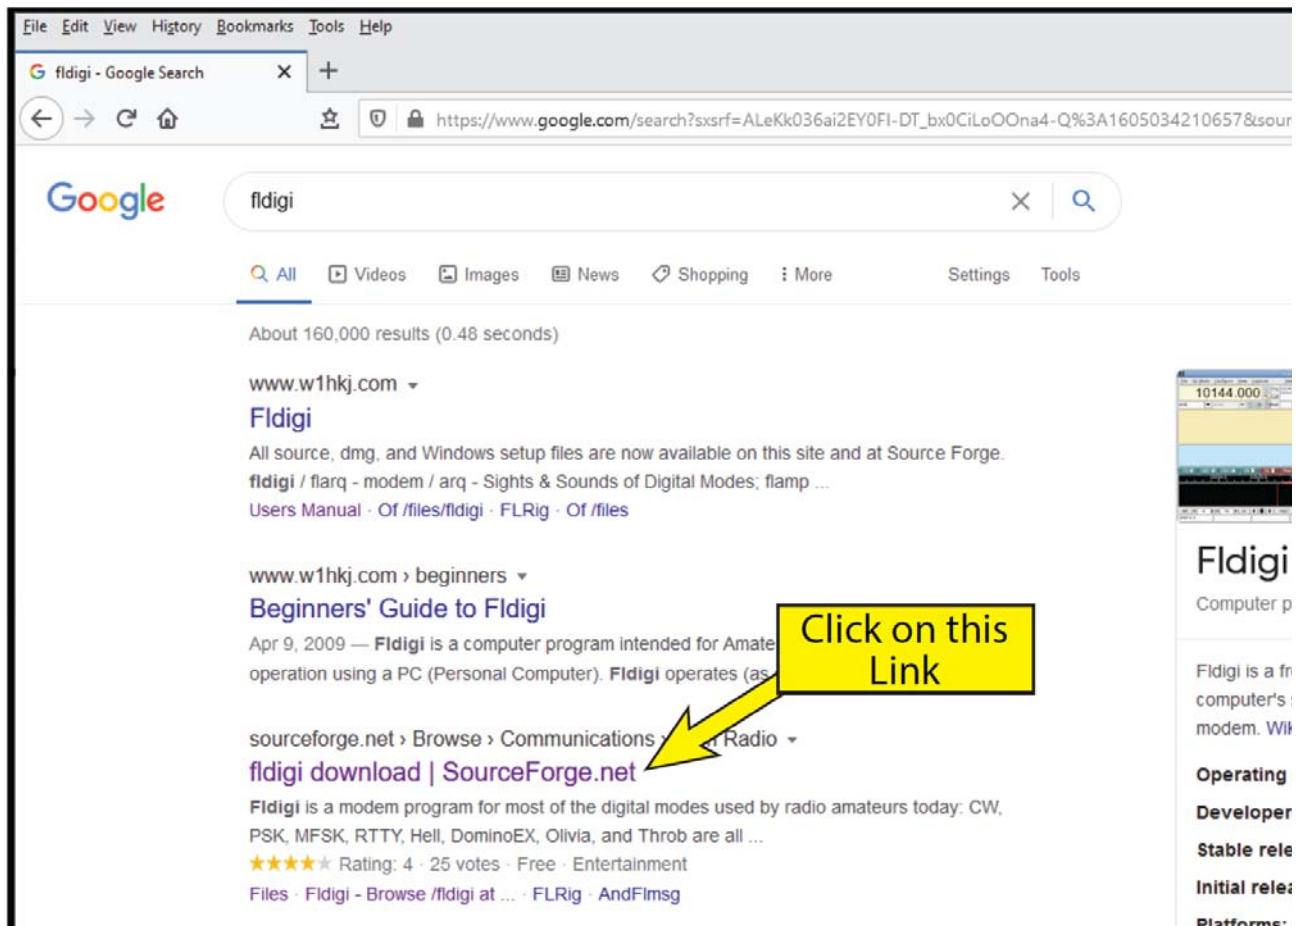 File Edit View History Bookmarks Tools Help
fldigi - Google Search
https://www.google.com/search?sxsrf=ALeKk036ai2EY0FI-DT_bx0CiLoOOna4-Q%3A1605034210657&sour
Google
fldigi
All Videos Images News Shopping More Settings Tools
About 160,000 results (0.48 seconds)
www.w1hkj.com
Fldigi
All source, dmg, and Windows setup files are now available on this site and at Source Forge.
fldigi / flarq - modem / arq - Sights & Sounds of Digital Modes; flamp ...
Users Manual · Of /files/fldigi · FLRig · Of /files
www.w1hkj.com › beginners
Beginners' Guide to Fldigi
Apr 9, 2009 — Fldigi is a computer program intended for Amate
operation using a PC (Personal Computer). Fldigi operates (as
Click on this
Link
sourceforge.net › Browse › Communications › Radio
fldigi download | SourceForge.net
Fldigi is a modem program for most of the digital modes used by radio amateurs today: CW,
PSK, MFSK, RTTY, Hell, DominoEX, Olivia, and Throb are all ...
Rating: 4 · 25 votes · Free · Entertainment
Files · Fldigi - Browse /fldigi at ... · FLRig · AndFlmsg
10144.000
Fldigi
Computer p
Fldigi is a fr
computer's s
modem. Wik
Operating
Developer
Stable rele
Initial relea
Platforms: